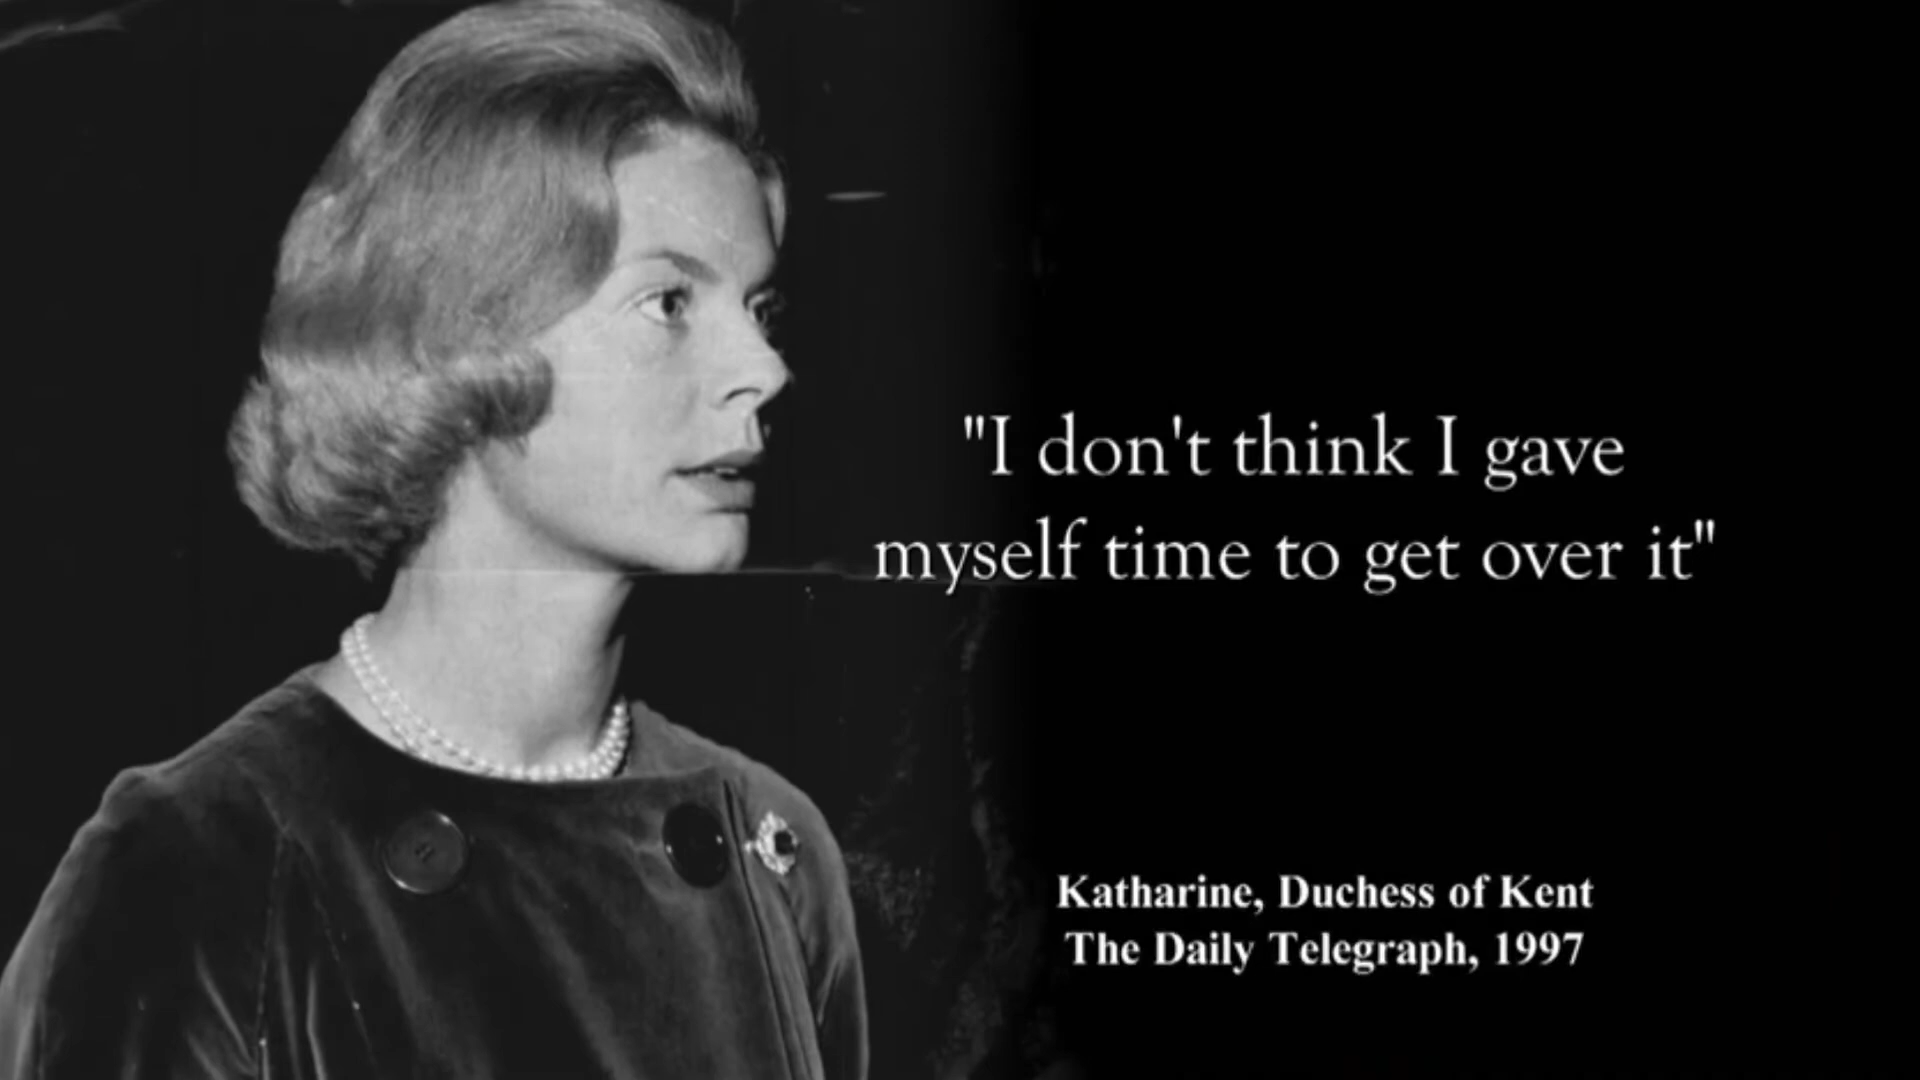 "I don't think I gave
myself time to get over it"
Katharine, Duchess of Kent
The Daily Telegraph, 1997